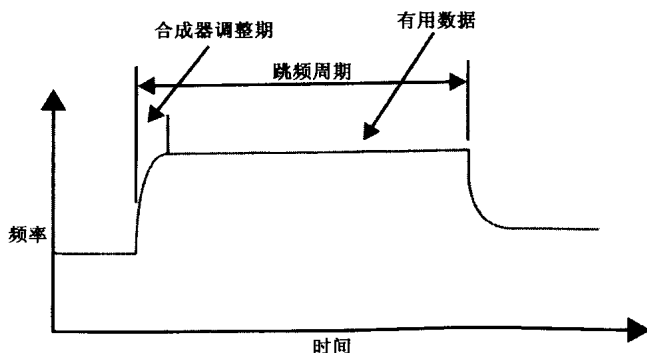 合成器调整期
有用数据
跳频周期
频率
时间